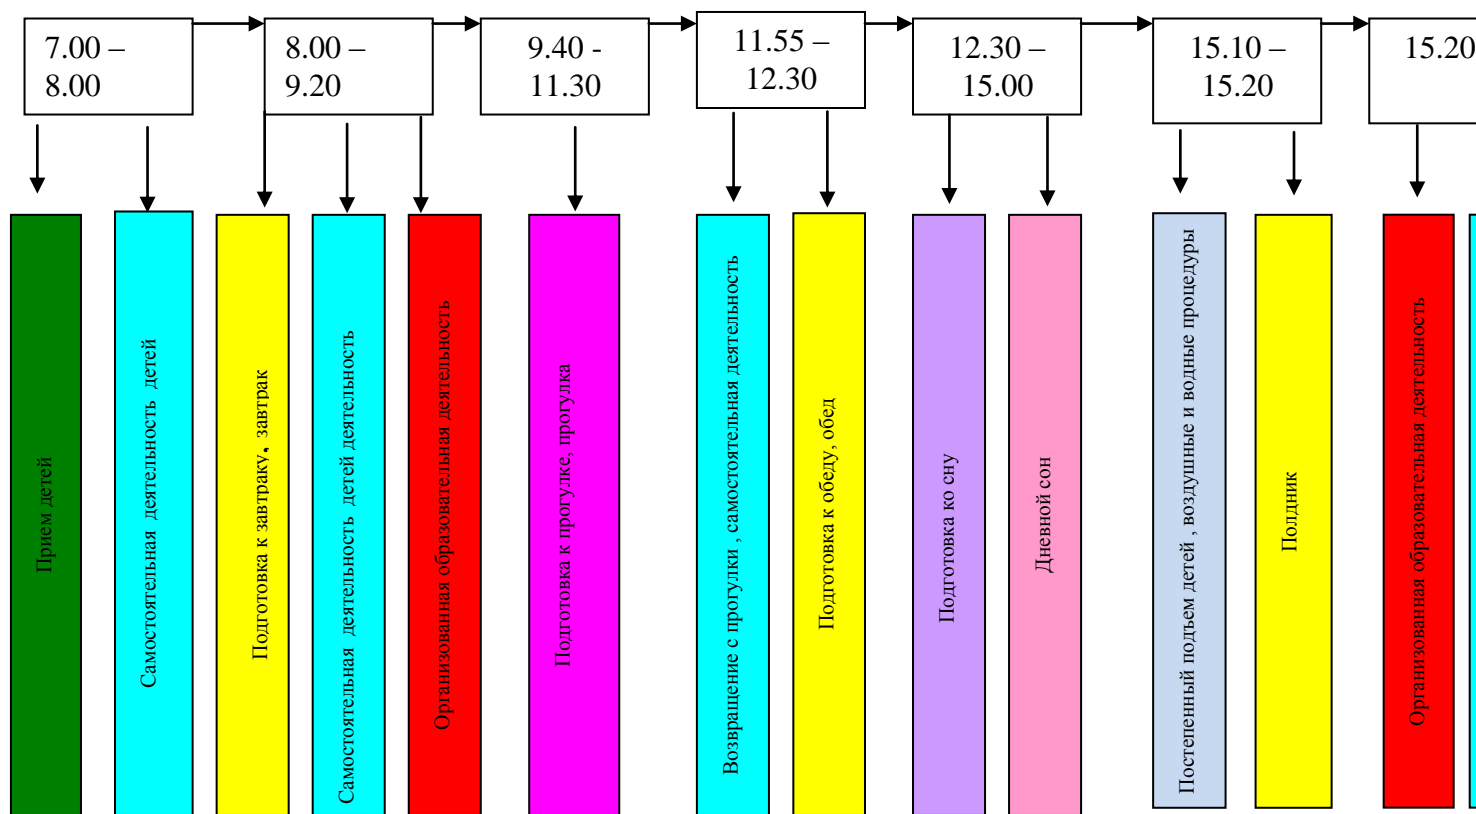 7.00 –
8.00
8.00 –
9.20
9.40 -
11.30
11.55 –
12.30
12.30 –
15.00
15.10 –
15.20
15.20
Прием детей
Самостоятельная деятельность детей
Подготовка к завтраку, завтрак
Самостоятельная деятельность детей деятельность
Организованная образовательная деятельность
Подготовка к прогулке, прогулка
Возвращение с прогулки , самостоятельная деятельность
Подготовка к обеду, обед
Подготовка ко сну
Дневной сон
Постепенный подъем детей , воздушные и водные процедуры
Полдник
Организованная образовательная деятельность